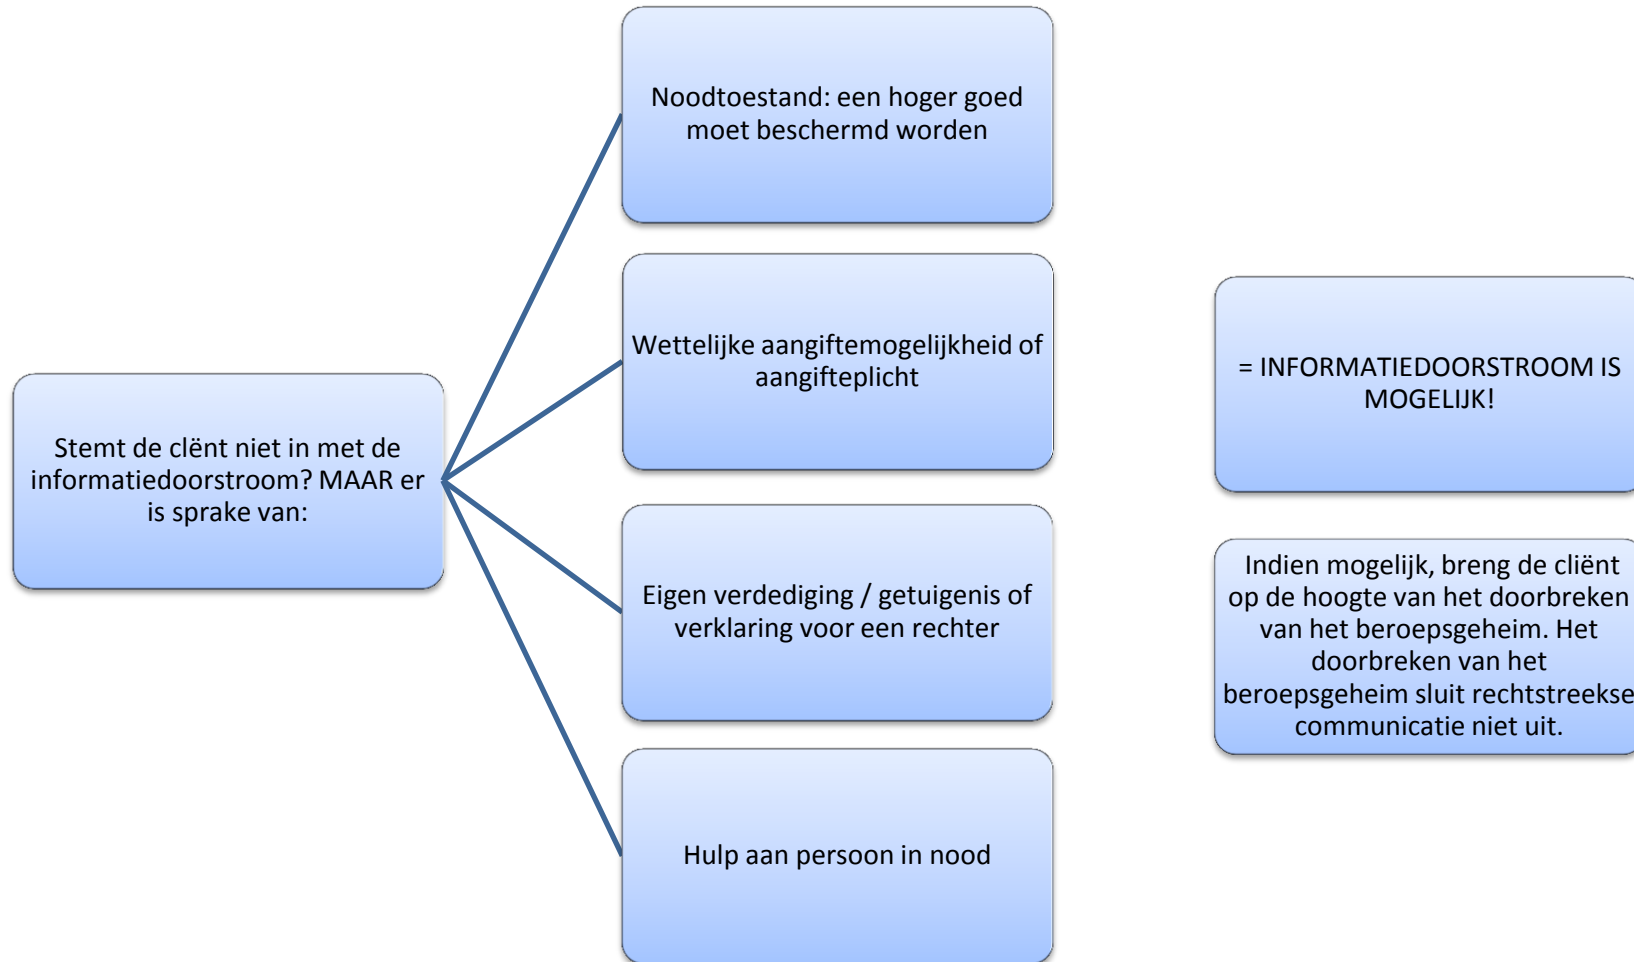 Stemt de clënt niet in met de
informatiedoorstroom? MAAR er
is sprake van:
Noodtoestand: een hoger goed
moet beschermd worden
Wettelijke aangiftemogelijkheid of
aangifteplicht
Eigen verdediging / getuigenis of
verklaring voor een rechter
Hulp aan persoon in nood
= INFORMATIEDOORSTROOM IS
MOGELIJK!
Indien mogelijk, breng de cliënt
op de hoogte van het doorbreken
van het beroepsgeheim. Het
doorbreken van het
beroepsgeheim sluit rechtstreekse
communicatie niet uit.